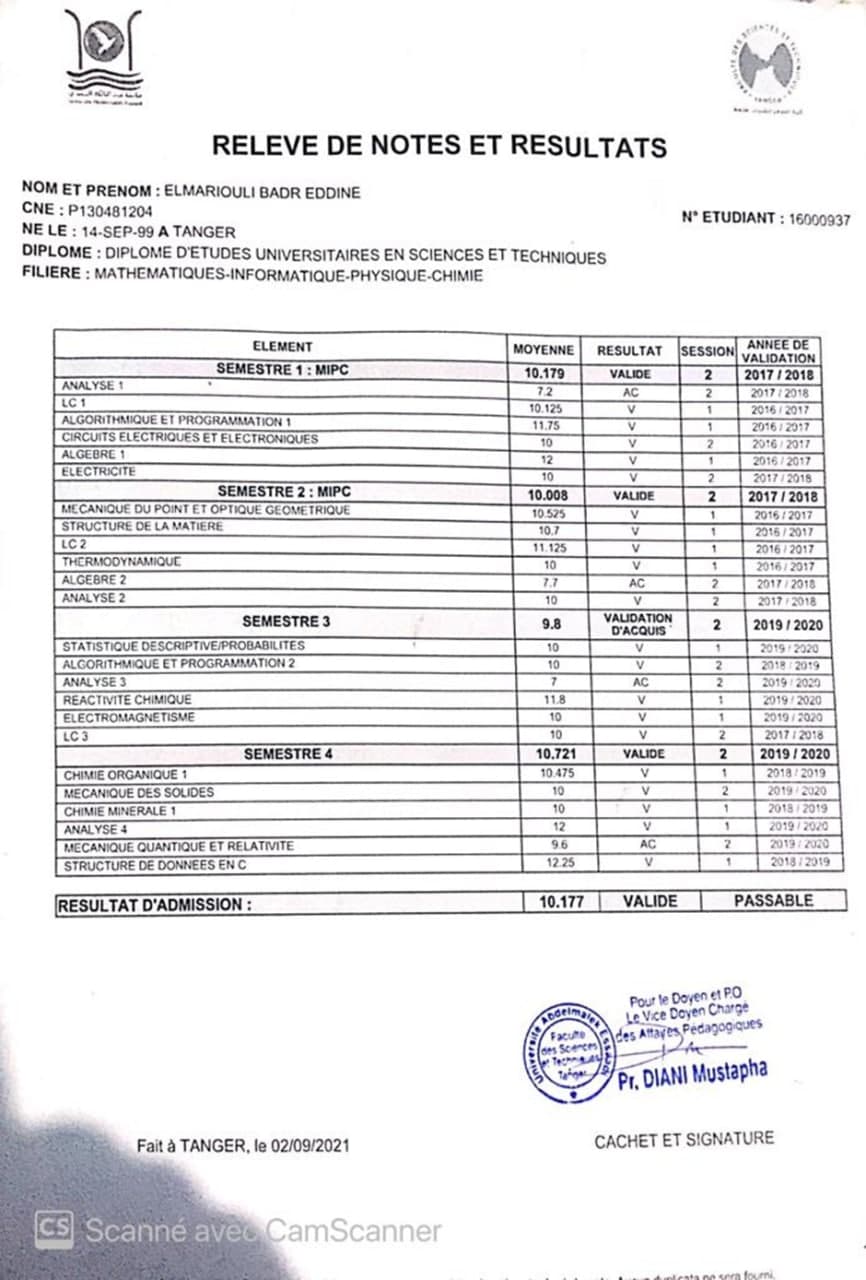 RELEVE DE NOTES ET RESULTATS
NOM ET PRENOM : ELMARIOULI BADR EDDINE
CNE : P130481204
N° ETUDIANT : 16000937
NE LE : 14-SEP-99 A TANGER
DIPLOME : DIPLOME D'ETUDES UNIVERSITAIRES EN SCIENCES ET TECHNIQUES
FILIERE : MATHEMATIQUES-INFORMATIQUE-PHYSIQUE-CHIMIE
ELEMENT MOYENNE RESULTAT SESSION ANNEE DE VALIDATION
SEMESTRE 1 : MIPC 10.179 VALIDE 2 2017 / 2018
ANALYSE 1 7.2 AC 2 2017 / 2018
LC 1 10.125 V 1 2016 / 2017
ALGORITHMIQUE ET PROGRAMMATION 1 11.75 V 1 2016 / 2017
CIRCUITS ELECTRIQUES ET ELECTRONIQUES 10 V 2 2016 / 2017
ALGEBRE 1 12 V 1 2016 / 2017
ELECTRICITE 10 V 2 2017 / 2018
SEMESTRE 2 : MIPC 10.008 VALIDE 2 2017 / 2018
MECANIQUE DU POINT ET OPTIQUE GEOMETRIQUE 10.525 V 1 2016 / 2017
STRUCTURE DE LA MATIERE 10.7 V 1 2016 / 2017
LC 2 11.125 V 1 2016 / 2017
THERMODYNAMIQUE 10 V 1 2016 / 2017
ALGEBRE 2 7.7 AC 2 2017 / 2018
ANALYSE 2 10 V 2 2017 / 2018
SEMESTRE 3 9.8 VALIDATION D'ACQUIS 2 2019 / 2020
STATISTIQUE DESCRIPTIVE/PROBABILITES 10 V 1 2019 / 2020
ALGORITHMIQUE ET PROGRAMMATION 2 10 V 2 2018 / 2019
ANALYSE 3 7 AC 2 2019 / 2020
REACTIVITE CHIMIQUE 11.8 V 1 2019 / 2020
ELECTROMAGNETISME 10 V 1 2019 / 2020
LC 3 10 V 2 2017 / 2018
SEMESTRE 4 10.721 VALIDE 2 2019 / 2020
CHIMIE ORGANIQUE 1 10.475 V 1 2018 / 2019
MECANIQUE DES SOLIDES 10 V 2 2019 / 2020
CHIMIE MINERALE 1 10 V 1 2018 / 2019
ANALYSE 4 12 V 1 2019 / 2020
MECANIQUE QUANTIQUE ET RELATIVITE 9.6 AC 2 2019 / 2020
STRUCTURE DE DONNEES EN C 12.25 V 1 2018 / 2019
RESULTAT D'ADMISSION : 10.177 VALIDE PASSABLE
Pour le Doyen et P.O
Le Vice Doyen Chargé
des Affaires Pédagogiques
Pr. DIANI Mustapha
Université Abdelmalek Essaâdi
Faculté
des Sciences
et Techniques
Tanger
Fait à TANGER, le 02/09/2021
CACHET ET SIGNATURE
CS Scanné avec CamScanner